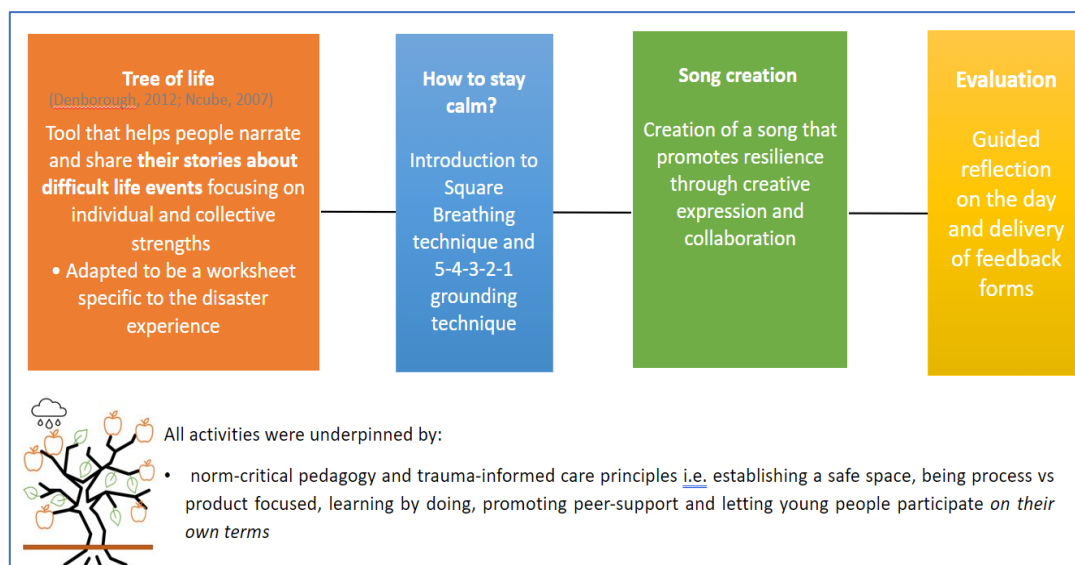 Tree of life
(Denborough, 2012; Ncube, 2007)
Tool that helps people narrate
and share their stories about
difficult life events focusing on
individual and collective
strengths
• Adapted to be a worksheet
specific to the disaster
experience
How to stay
calm?
Introduction to
Square
Breathing
technique and
5-4-3-2-1
grounding
technique
Song creation
Creation of a song that
promotes resilience
through creative
expression and
collaboration
Evaluation
Guided
reflection
on the day
and delivery
of feedback
forms
All activities were underpinned by:
• norm-critical pedagogy and trauma-informed care principles i.e. establishing a safe space, being process vs
product focused, learning by doing, promoting peer-support and letting young people participate on their
own terms